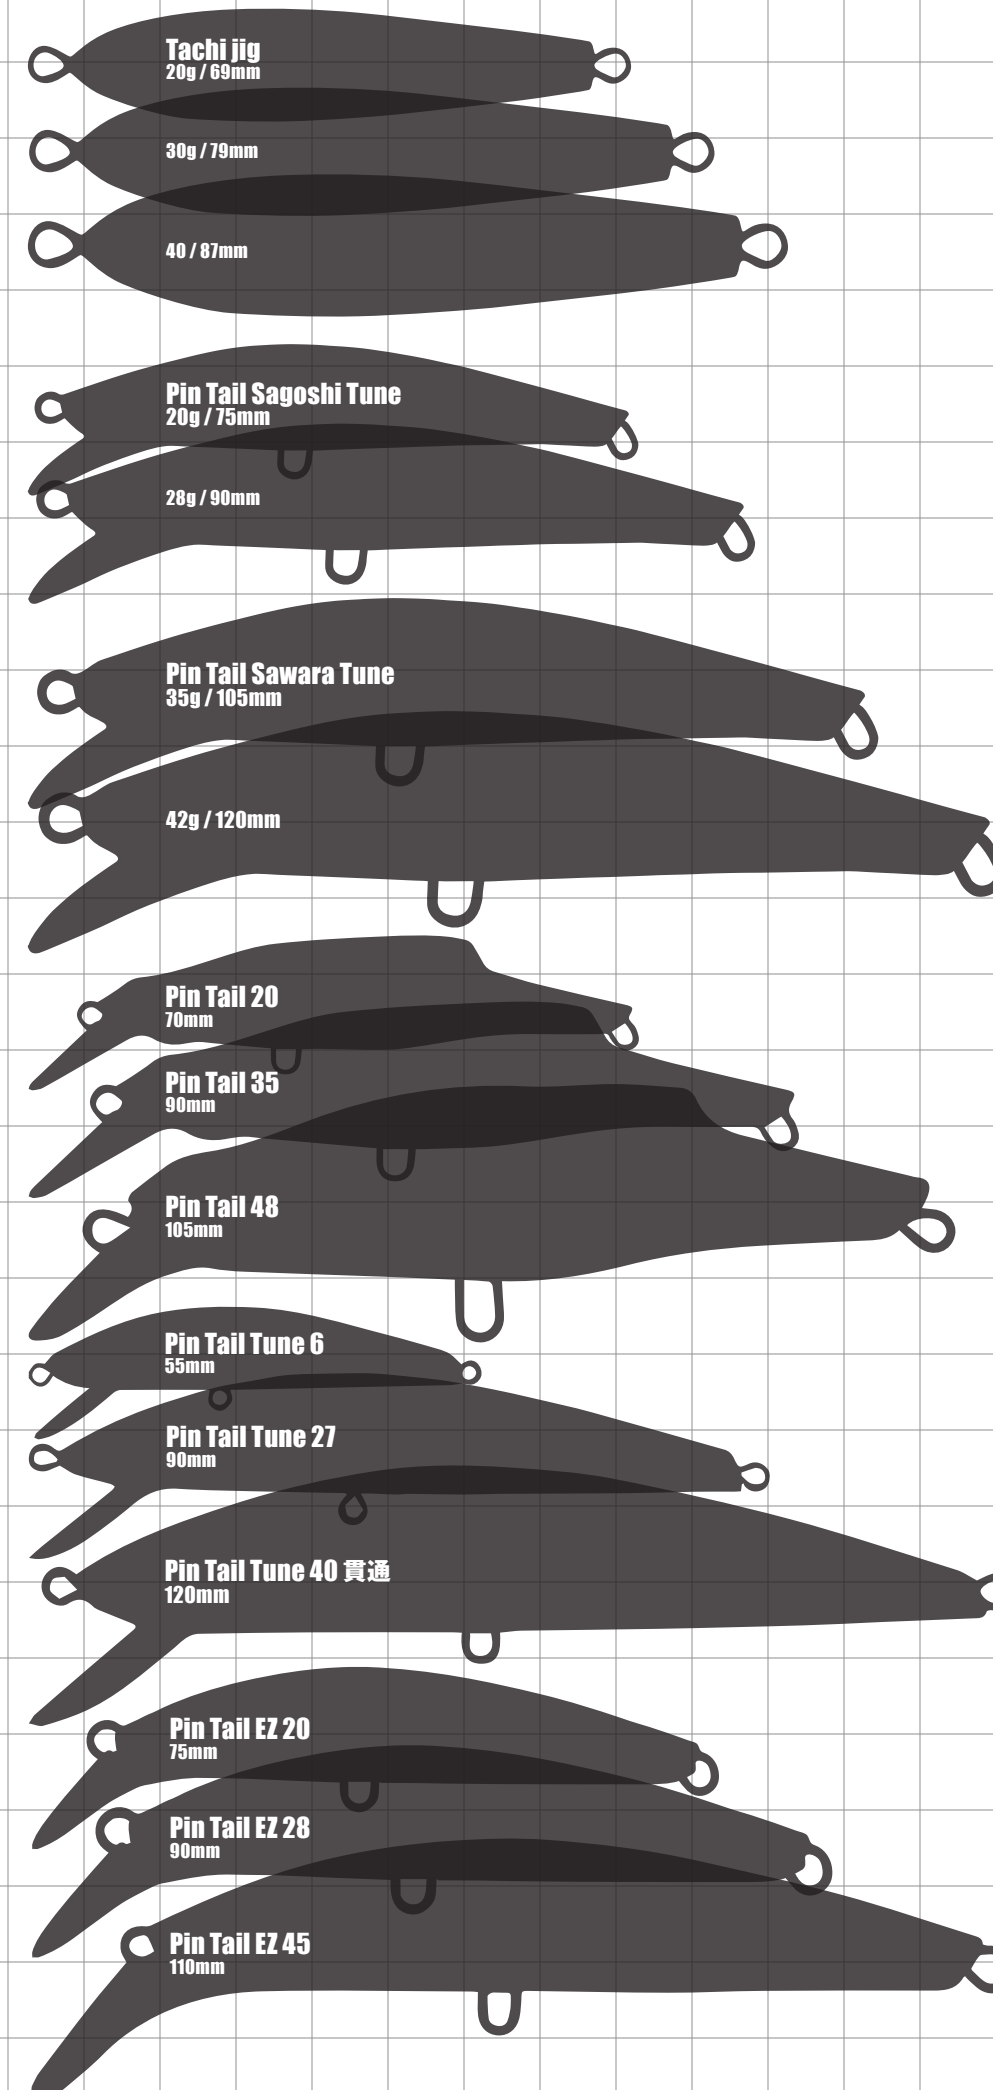 Tachi jig
20g / 69mm
30g / 79mm
40 / 87mm
Pin Tail Sagoshi Tune
20g / 75mm
28g / 90mm
Pin Tail Sawara Tune
35g / 105mm
42g / 120mm
Pin Tail 20
70mm
Pin Tail 35
90mm
Pin Tail 48
105mm
Pin Tail Tune 6
55mm
Pin Tail Tune 27
90mm
Pin Tail Tune 40 貫通
120mm
Pin Tail EZ 20
75mm
Pin Tail EZ 28
90mm
Pin Tail EZ 45
110mm